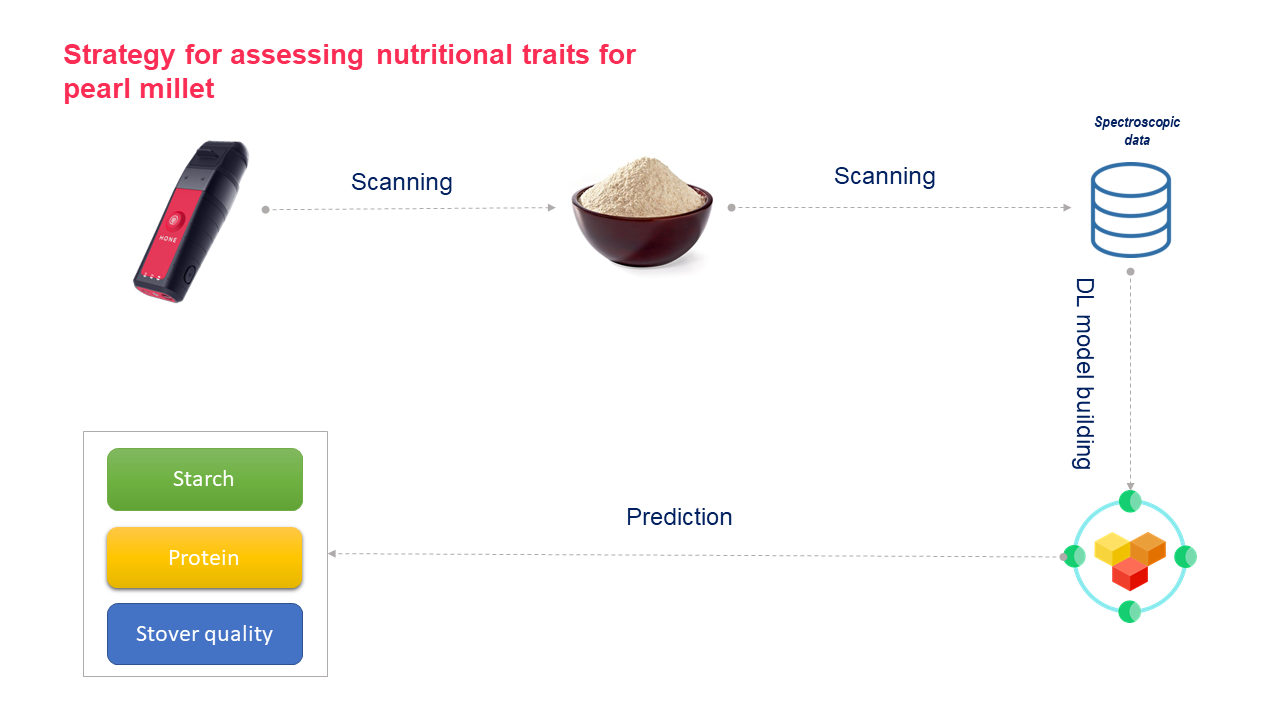 Strategy for assessing nutritional traits for
pearl millet
Spectroscopic
data
Scanning
Scanning
HONE
DL model building
Prediction
Starch
Protein
Stover quality